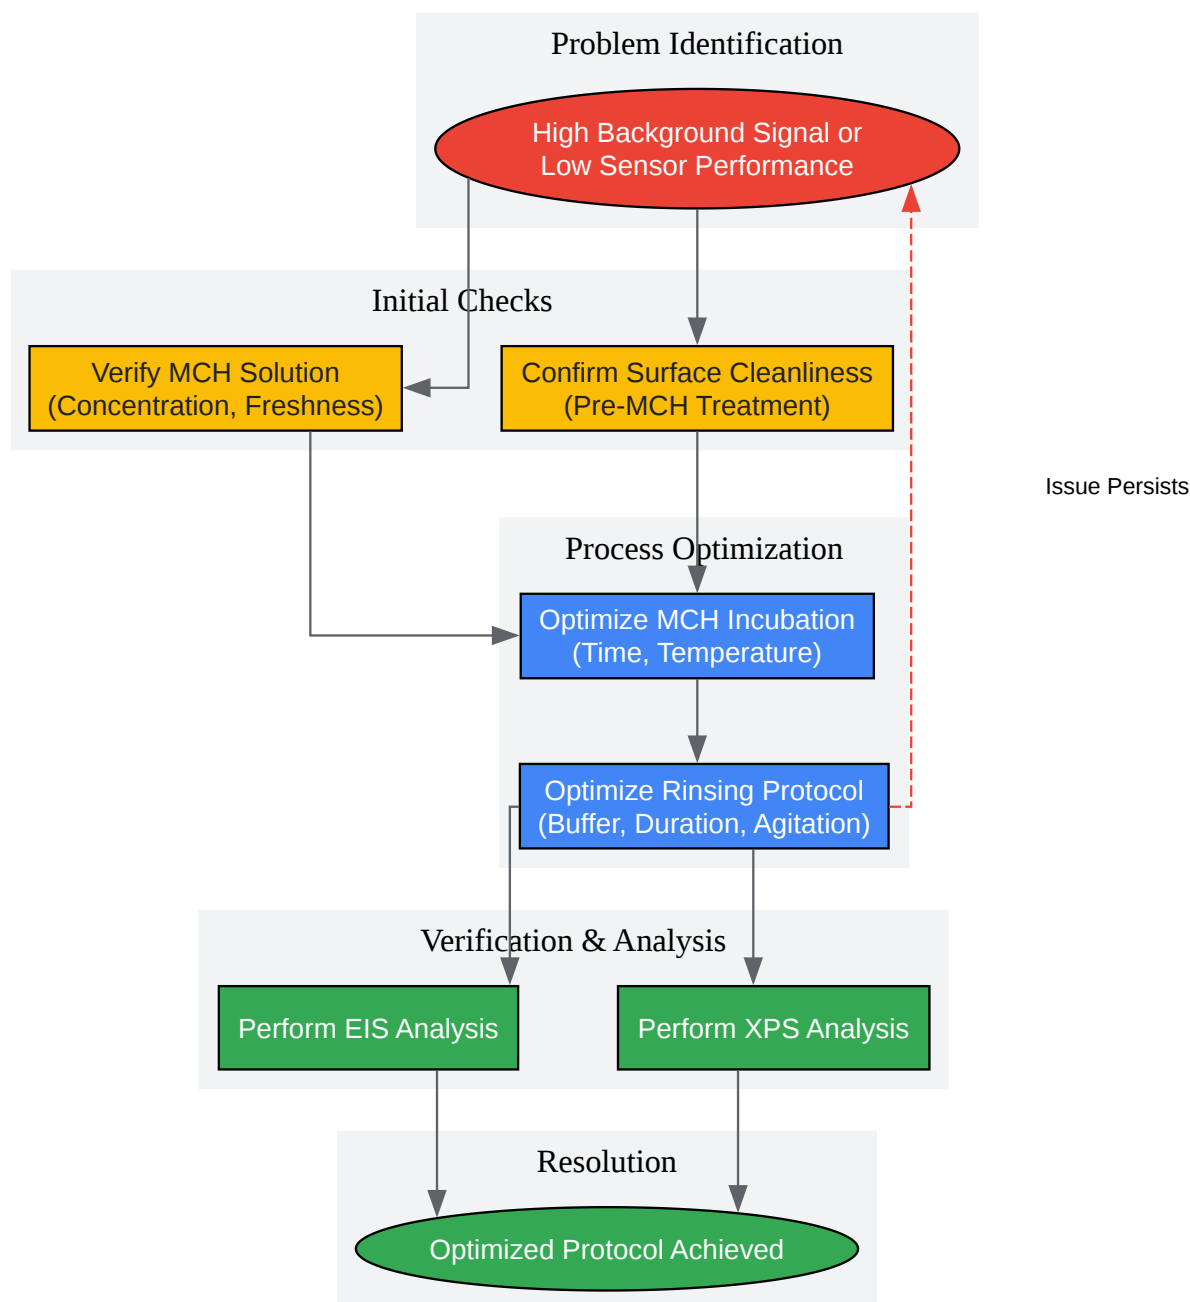 Problem Identification
High Background Signal or
Low Sensor Performance
Initial Checks
Verify MCH Solution
(Concentration, Freshness)
Confirm Surface Cleanliness
(Pre-MCH Treatment)
Issue Persists
Process Optimization
Optimize MCH Incubation
(Time, Temperature)
Optimize Rinsing Protocol
(Buffer, Duration, Agitation)
Verification & Analysis
Perform EIS Analysis
Perform XPS Analysis
Resolution
Optimized Protocol Achieved